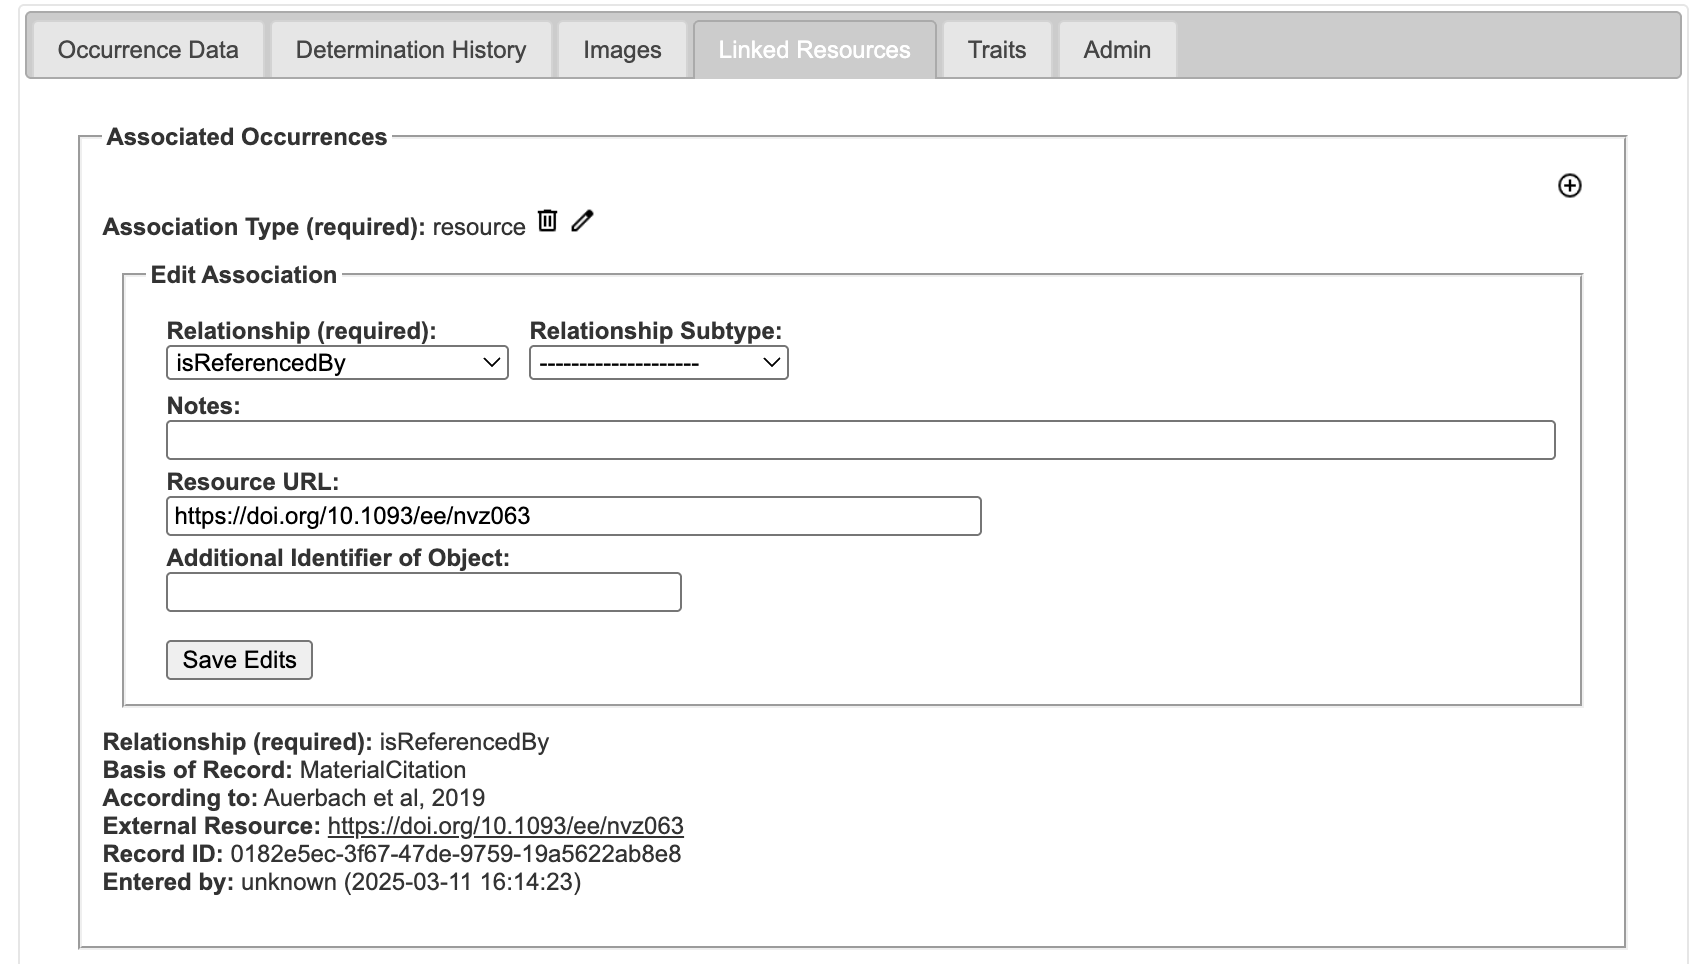 Occurrence Data Determination History Images Linked Resources Traits Admin
Associated Occurrences
Association Type (required): resource
Edit Association
Relationship (required): Relationship Subtype:
isReferencedBy --------------------
Notes:
Resource URL:
https://doi.org/10.1093/ee/nvz063
Additional Identifier of Object:
Save Edits
Relationship (required): isReferencedBy
Basis of Record: MaterialCitation
According to: Auerbach et al, 2019
External Resource: https://doi.org/10.1093/ee/nvz063
Record ID: 0182e5ec-3f67-47de-9759-19a5622ab8e8
Entered by: unknown (2025-03-11 16:14:23)